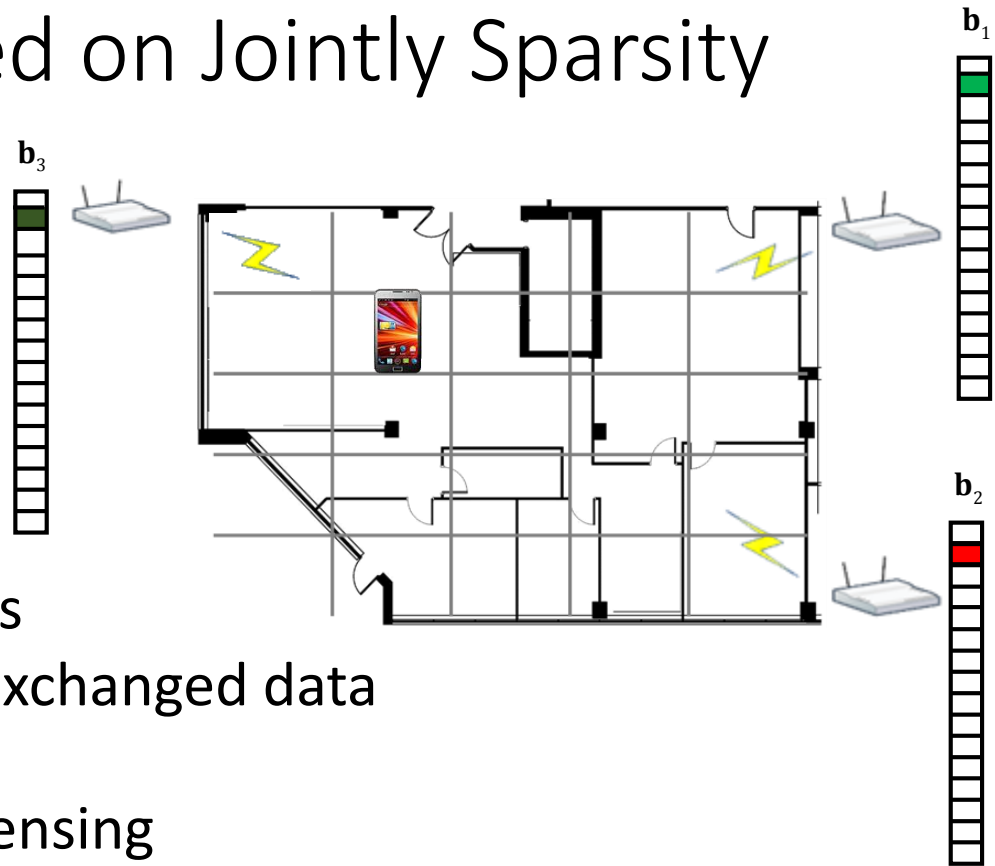 ed on Jointly Sparsity
b₁
b₃
b₂
s
xchanged data
ensing